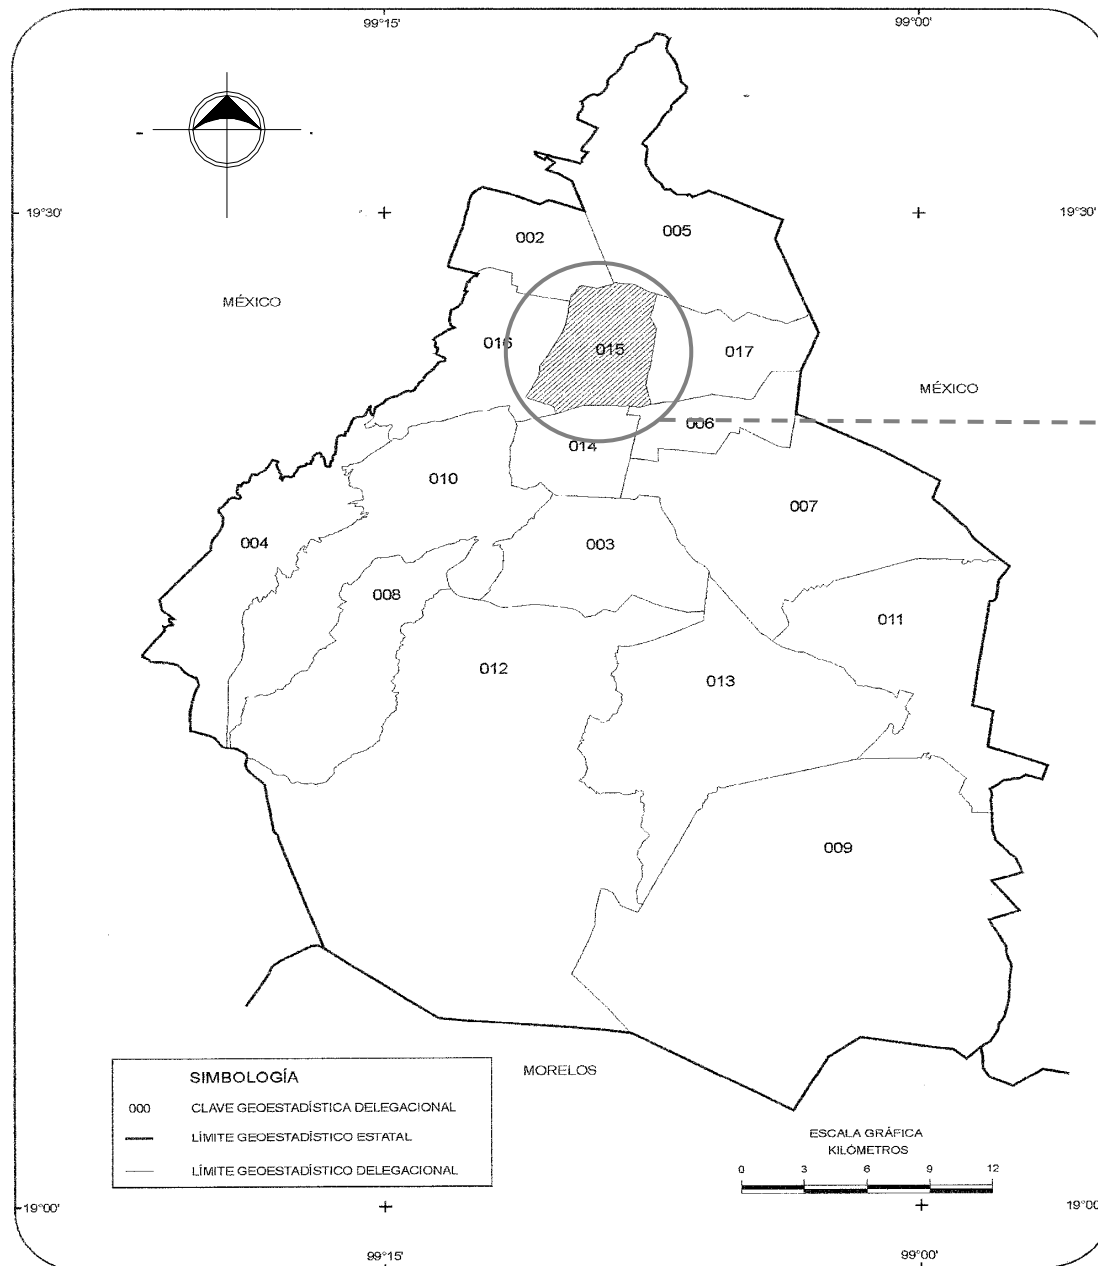 99°15'
99°00'
19°30'
19°30'
002
005
MÉXICO
016
015
017
MÉXICO
006
014
010
007
004
003
008
011
012
013
009
MORELOS
SIMBOLOGÍA
000 CLAVE GEOESTADÍSTICA DELEGACIONAL
LÍMITE GEOESTADÍSTICO ESTATAL
LÍMITE GEOESTADÍSTICO DELEGACIONAL
ESCALA GRÁFICA
KILÓMETROS
0 3 6 9 12
19°00'
19°00'
99°15'
99°00'